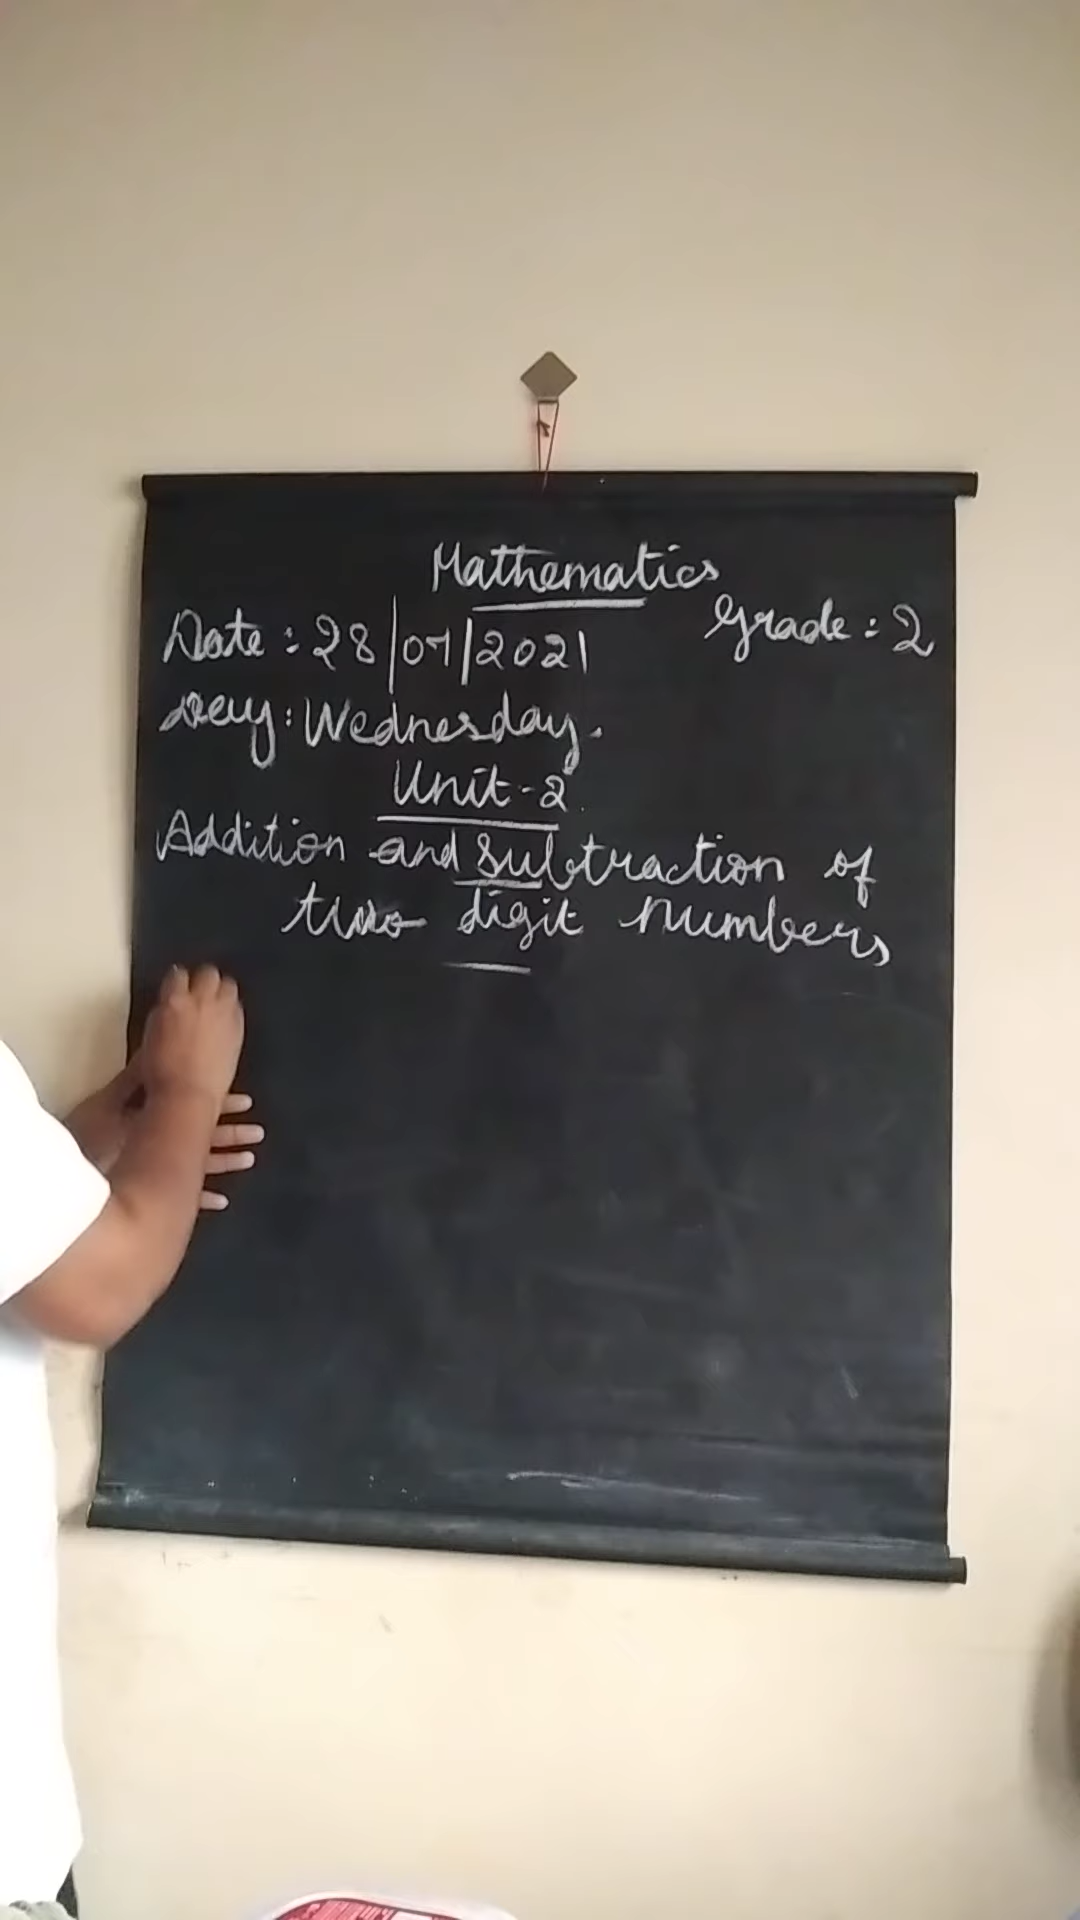 Mathematics
Grade : 2
Date : 28/07/2021
Day : Wednesday.
Unit - 2
Addition and Subtraction of
two digit numbers